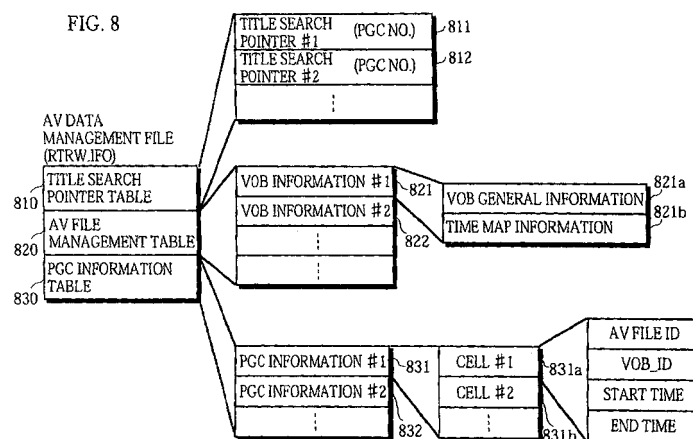 FIG. 8
TITLE SEARCH (PGC NO.)
POINTER #1
811
TITLE SEARCH (PGC NO.)
POINTER #2
812
AV DATA
MANAGEMENT FILE
(RTRW.IFO)
TITLE SEARCH
POINTER TABLE
810
AV FILE
MANAGEMENT TABLE
820
PGC INFORMATION
TABLE
830
VOB INFORMATION #1
821
VOB INFORMATION #2
822
821a
VOB GENERAL INFORMATION
821b
TIME MAP INFORMATION
PGC INFORMATION #1
831
PGC INFORMATION #2
832
CELL #1
831a
CELL #2
831b
AV FILE ID
VOB_ID
START TIME
END TIME